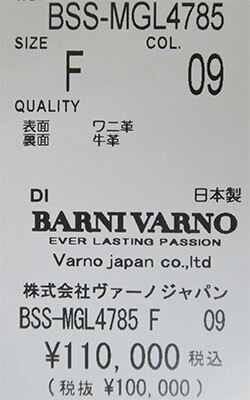 BSS-MGL4785
SIZE COL.
F 09
QUALITY
表面 ワニ革
裏面 牛革
DI 日本製
BARNI VARNO
EVER LASTING PASSION
Varno japan co.,ltd
株式会社ヴァーノジャパン
BSS-MGL4785 F 09
¥110,000 税込
(税抜 ¥100,000)